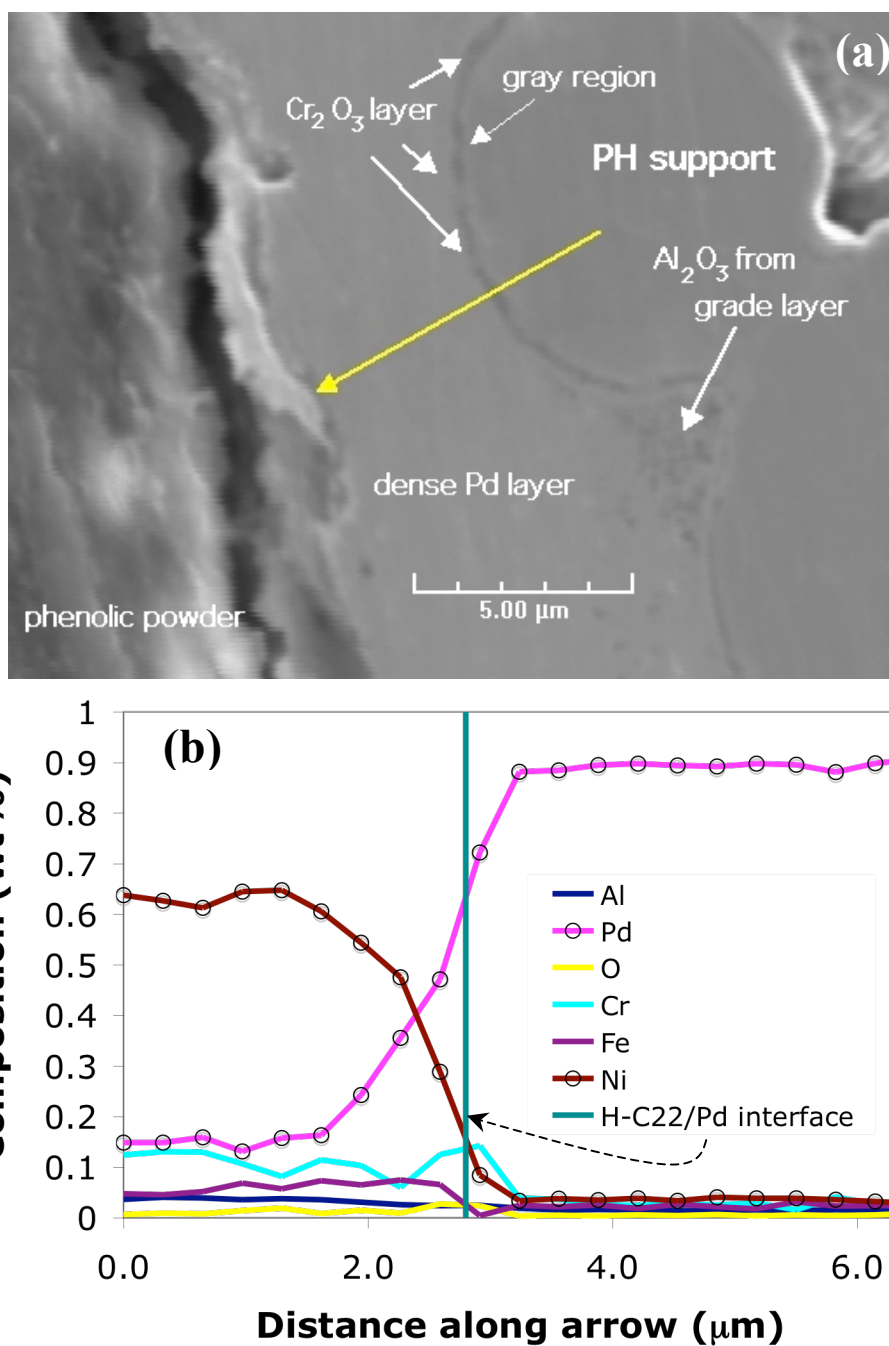 (a)
gray region
Cr₂O₃ layer
PH support
Al₂O₃ from
grade layer
dense Pd layer
5.00 µm
phenolic powder
(b)
1
0.9
0.8
0.7
0.6
0.5
0.4
0.3
0.2
0.1
0
Al
Pd
O
Cr
Fe
Ni
H-C22/Pd interface
0.0 2.0 4.0 6.0
Distance along arrow (µm)